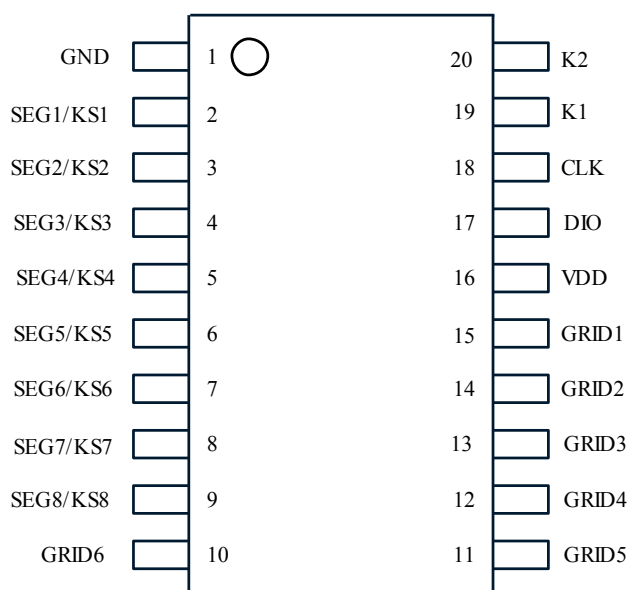 GND 1 20 K2
SEG1/KS1 2 19 K1
SEG2/KS2 3 18 CLK
SEG3/KS3 4 17 DIO
SEG4/KS4 5 16 VDD
SEG5/KS5 6 15 GRID1
SEG6/KS6 7 14 GRID2
SEG7/KS7 8 13 GRID3
SEG8/KS8 9 12 GRID4
GRID6 10 11 GRID5